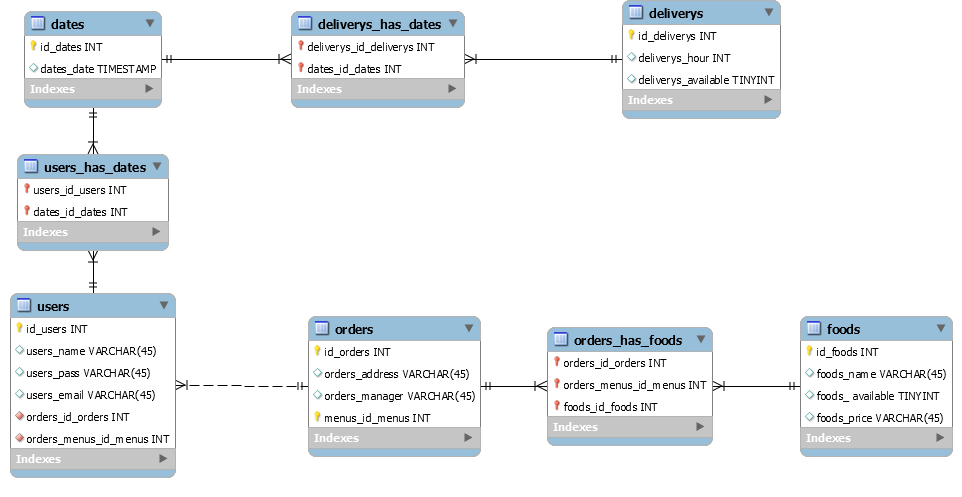 dates
id_dates INT
dates_date TIMESTAMP
Indexes
deliverys_has_dates
deliverys_id_deliverys INT
dates_id_dates INT
Indexes
deliverys
id_deliverys INT
deliverys_hour INT
deliverys_available TINYINT
Indexes
users_has_dates
users_id_users INT
dates_id_dates INT
Indexes
users
id_users INT
users_name VARCHAR(45)
users_pass VARCHAR(45)
users_email VARCHAR(45)
orders_id_orders INT
orders_menus_id_menus INT
Indexes
orders
id_orders INT
orders_address VARCHAR(45)
orders_manager VARCHAR(45)
menus_id_menus INT
Indexes
orders_has_foods
orders_id_orders INT
orders_menus_id_menus INT
foods_id_foods INT
Indexes
foods
id_foods INT
foods_name VARCHAR(45)
foods_ available TINYINT
foods_price VARCHAR(45)
Indexes